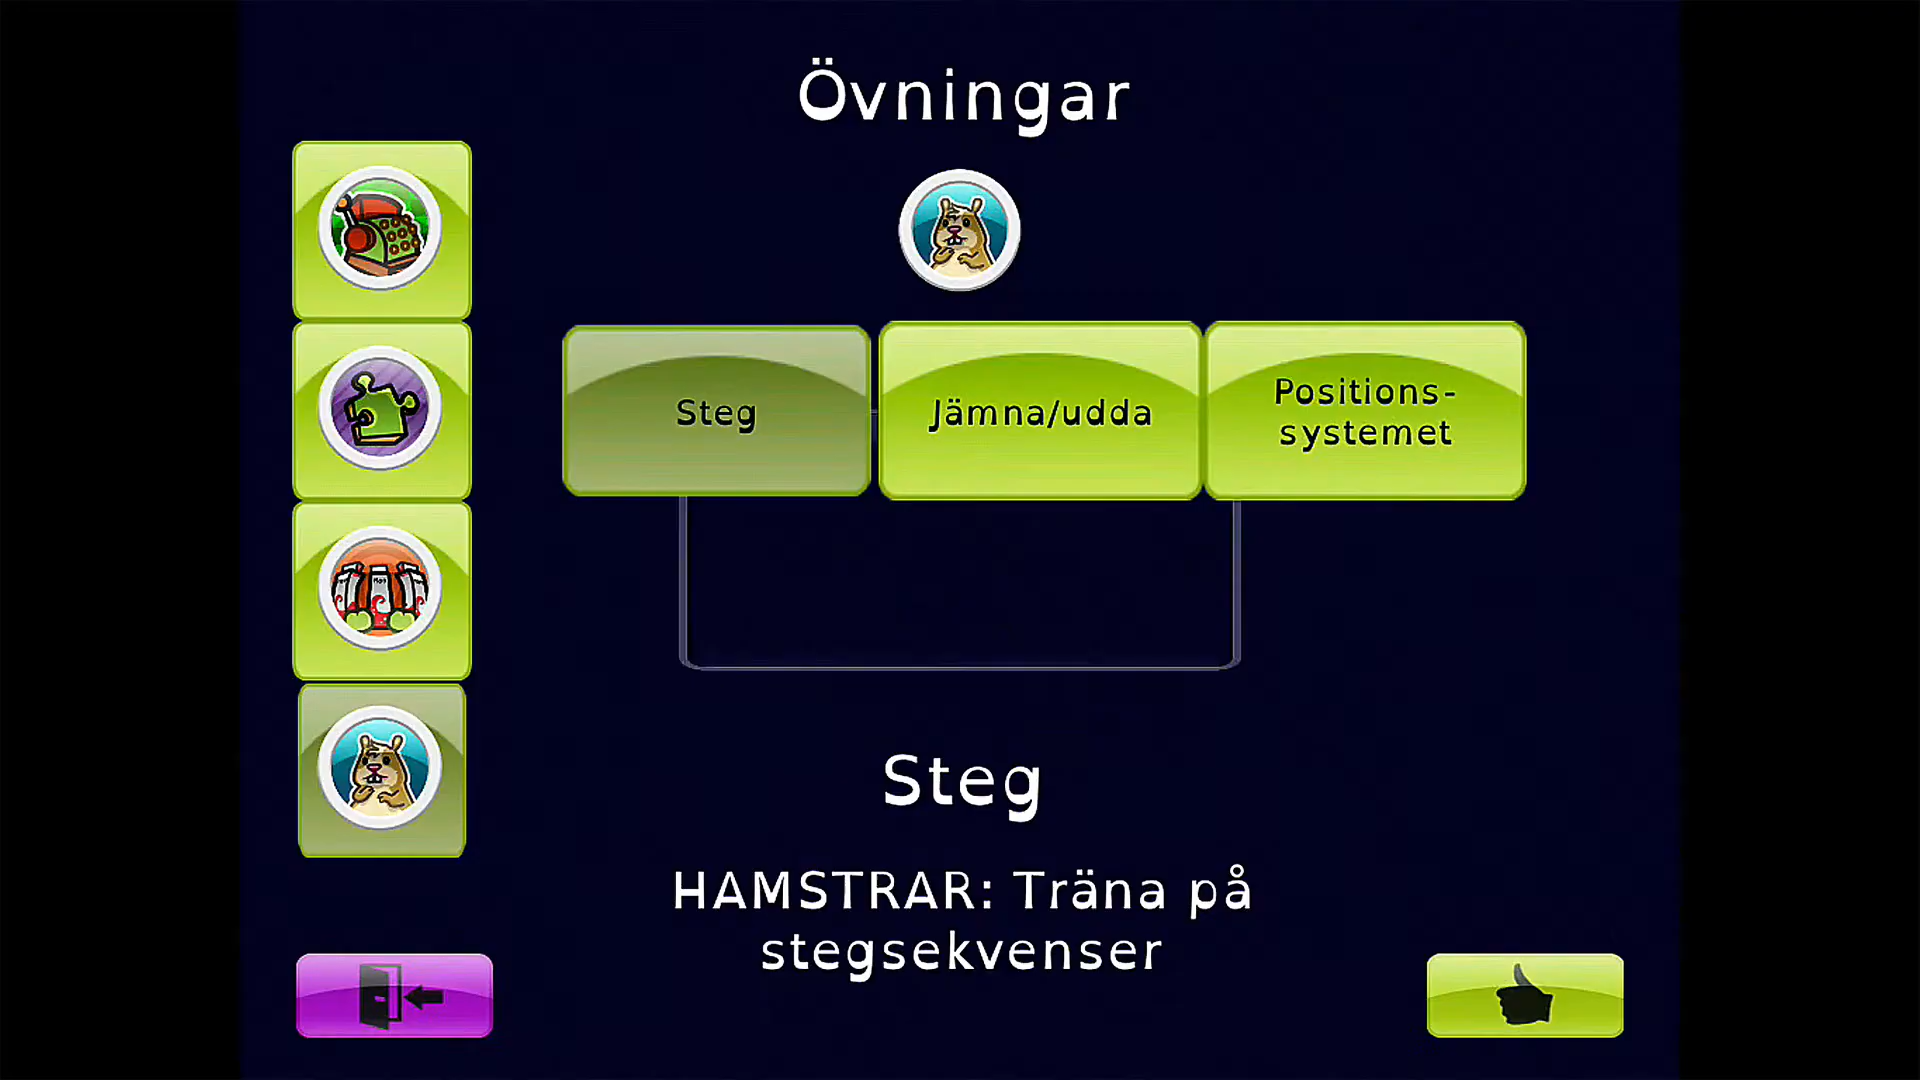 Övningar
Steg
Jämna/udda
Positions-
systemet
Steg
HAMSTRAR: Träna på
stegsekvenser